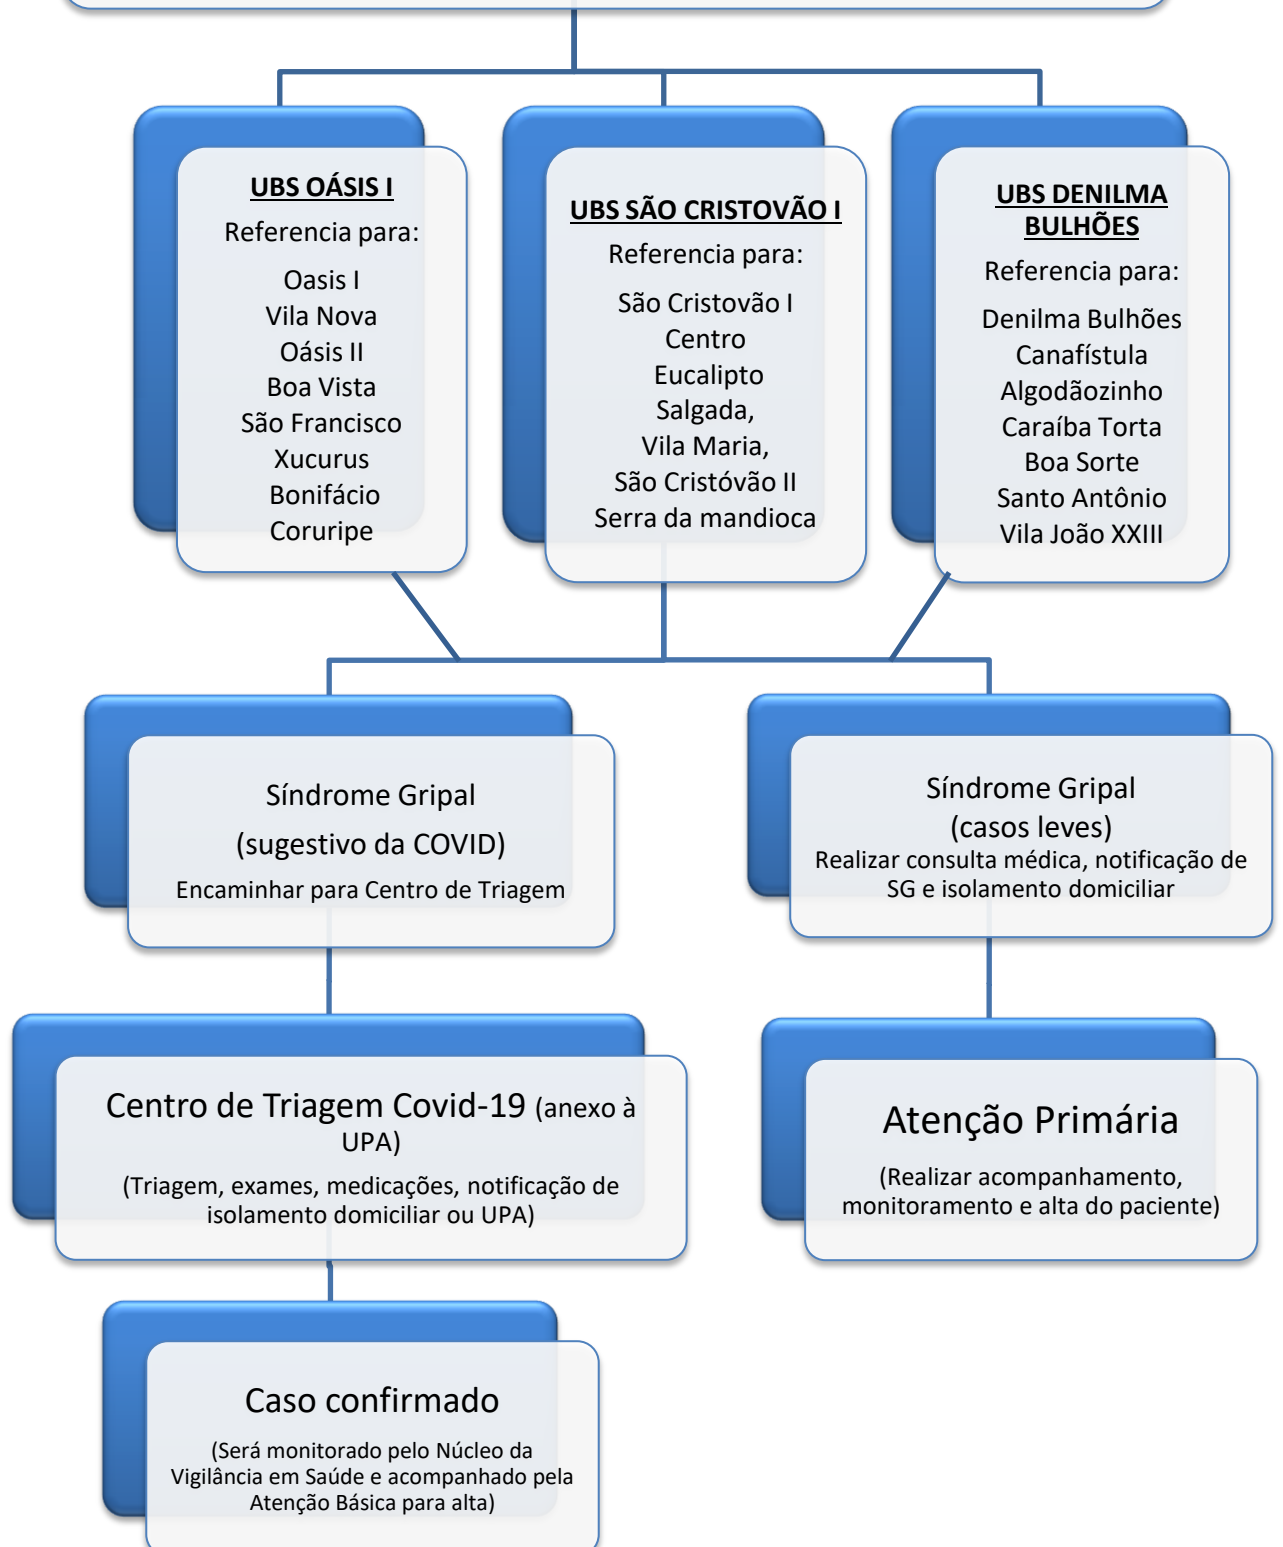 UBS OÁSIS I
Referencia para:
Oasis I
Vila Nova
Oásis II
Boa Vista
São Francisco
Xucurus
Bonifácio
Coruripe
UBS SÃO CRISTOVÃO I
Referencia para:
São Cristovão I
Centro
Eucalipto
Salgada,
Vila Maria,
São Cristóvão II
Serra da mandioca
UBS DENILMA
BULHÕES
Referencia para:
Denilma Bulhões
Canafístula
Algodãozinho
Caraíba Torta
Boa Sorte
Santo Antônio
Vila João XXIII
Síndrome Gripal
(sugestivo da COVID)
Encaminhar para Centro de Triagem
Síndrome Gripal
(casos leves)
Realizar consulta médica, notificação de
SG e isolamento domiciliar
Centro de Triagem Covid-19 (anexo à
UPA)
(Triagem, exames, medicações, notificação de
isolamento domiciliar ou UPA)
Atenção Primária
(Realizar acompanhamento,
monitoramento e alta do paciente)
Caso confirmado
(Será monitorado pelo Núcleo da
Vigilância em Saúde e acompanhado pela
Atenção Básica para alta)